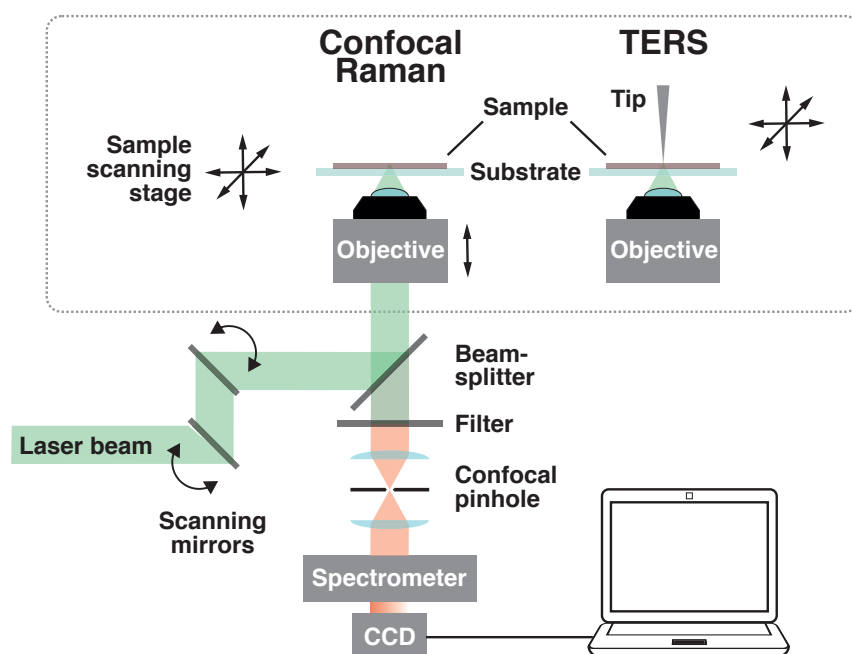 Confocal
Raman
TERS
Tip
Sample
Sample
scanning
stage
Substrate
Objective
Objective
Beam-
splitter
Filter
Laser beam
Confocal
pinhole
Scanning
mirrors
Spectrometer
CCD